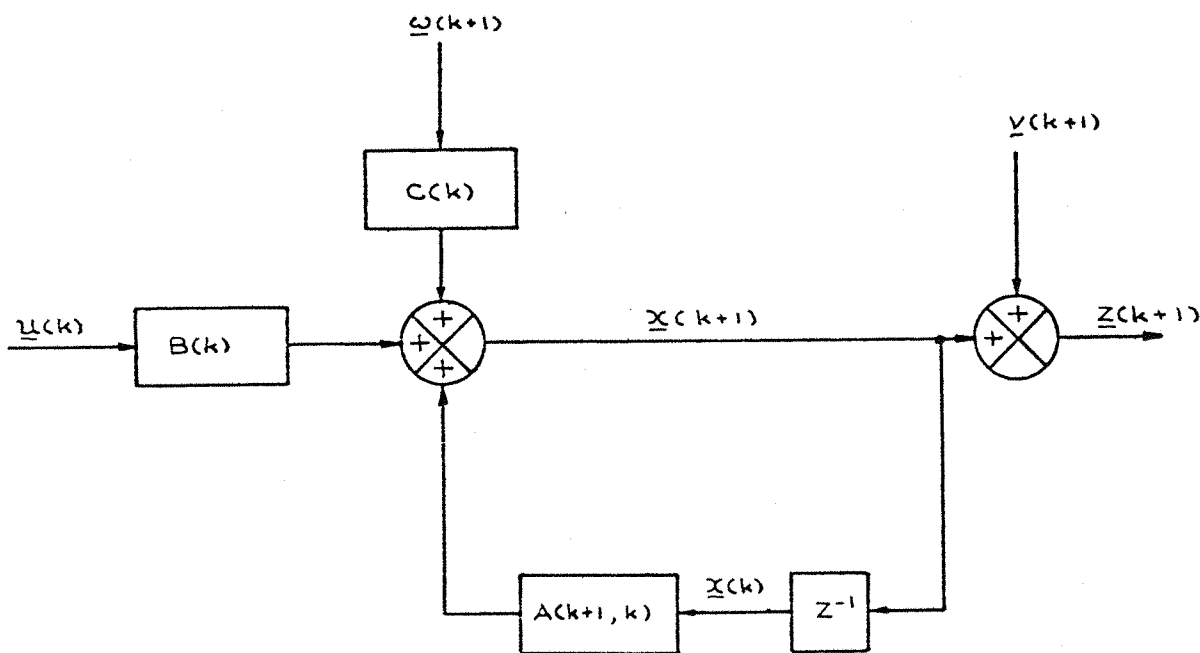 ω(k+1)
v(k+1)
C(k)
+
+
u(k)
B(k)
+
+
x(k+1)
+
z(k+1)
A(k+1, k)
x(k)
Z⁻¹